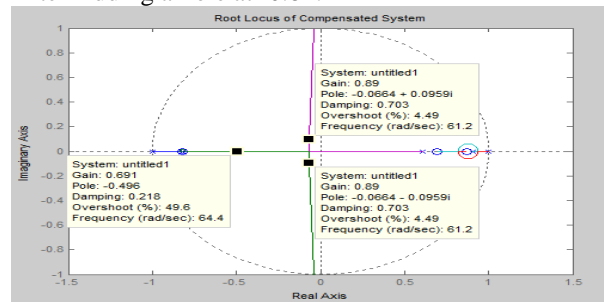 Root Locus of Compensated System
1
0.8
0.6
0.4
0.2
0
-0.2
-0.4
-0.6
-0.8
-1
Imaginary Axis
System: untitled1
Gain: 0.89
Pole: -0.0664 + 0.0959i
Damping: 0.703
Overshoot (%): 4.49
Frequency (rad/sec): 61.2
System: untitled1
Gain: 0.691
Pole: -0.496
Damping: 0.218
Overshoot (%): 49.6
Frequency (rad/sec): 64.4
System: untitled1
Gain: 0.89
Pole: -0.0664 - 0.0959i
Damping: 0.703
Overshoot (%): 4.49
Frequency (rad/sec): 61.2
-1.5 -1 -0.5 0 0.5 1 1.5
Real Axis